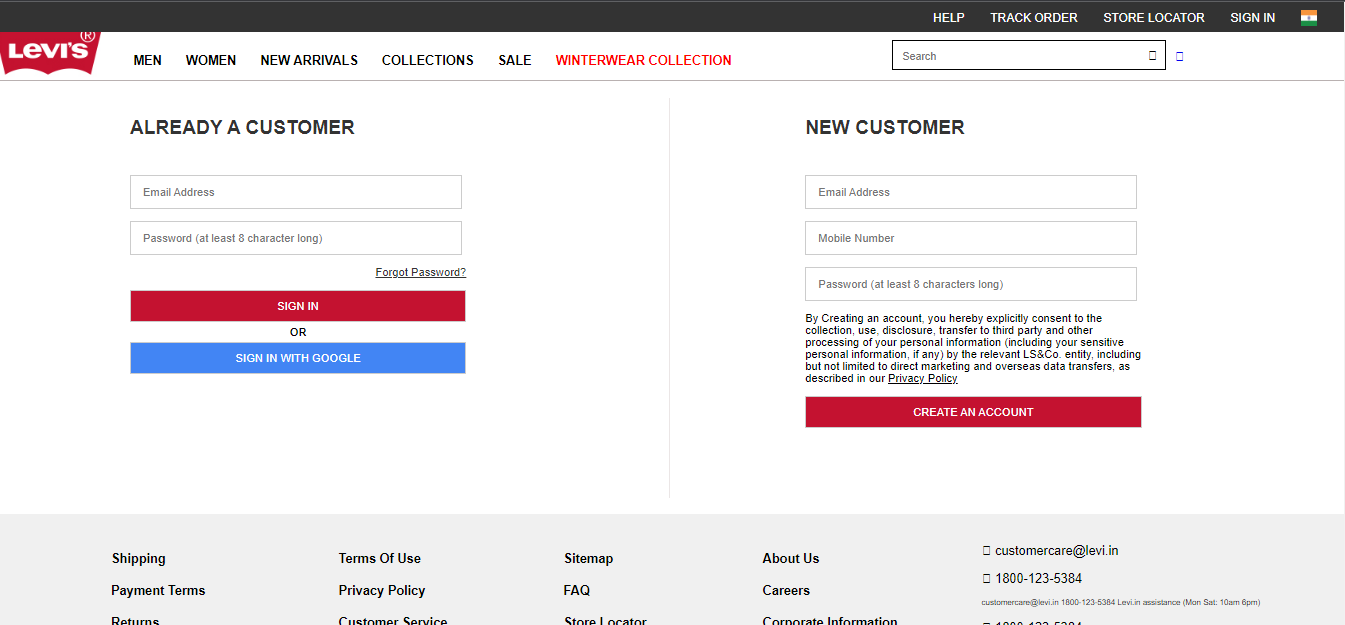 HELP TRACK ORDER STORE LOCATOR SIGN IN
Levi's ®
MEN WOMEN NEW ARRIVALS COLLECTIONS SALE WINTERWEAR COLLECTION Search
ALREADY A CUSTOMER
Email Address
Password (at least 8 character long)
Forgot Password?
SIGN IN
OR
SIGN IN WITH GOOGLE
NEW CUSTOMER
Email Address
Mobile Number
Password (at least 8 characters long)
By Creating an account, you hereby explicitly consent to the
collection, use, disclosure, transfer to third party and other
processing of your personal information (including your sensitive
personal information, if any) by the relevant LS&Co. entity, including
but not limited to direct marketing and overseas data transfers, as
described in our Privacy Policy
CREATE AN ACCOUNT
Shipping
Payment Terms
Returns
Terms Of Use
Privacy Policy
Customer Service
Sitemap
FAQ
Store Locator
About Us
Careers
Corporate Information
customercare@levi.in
1800-123-5384
customercare@levi.in 1800-123-5384 Levi.in assistance (Mon Sat: 10am 6pm)
1800-123-5384